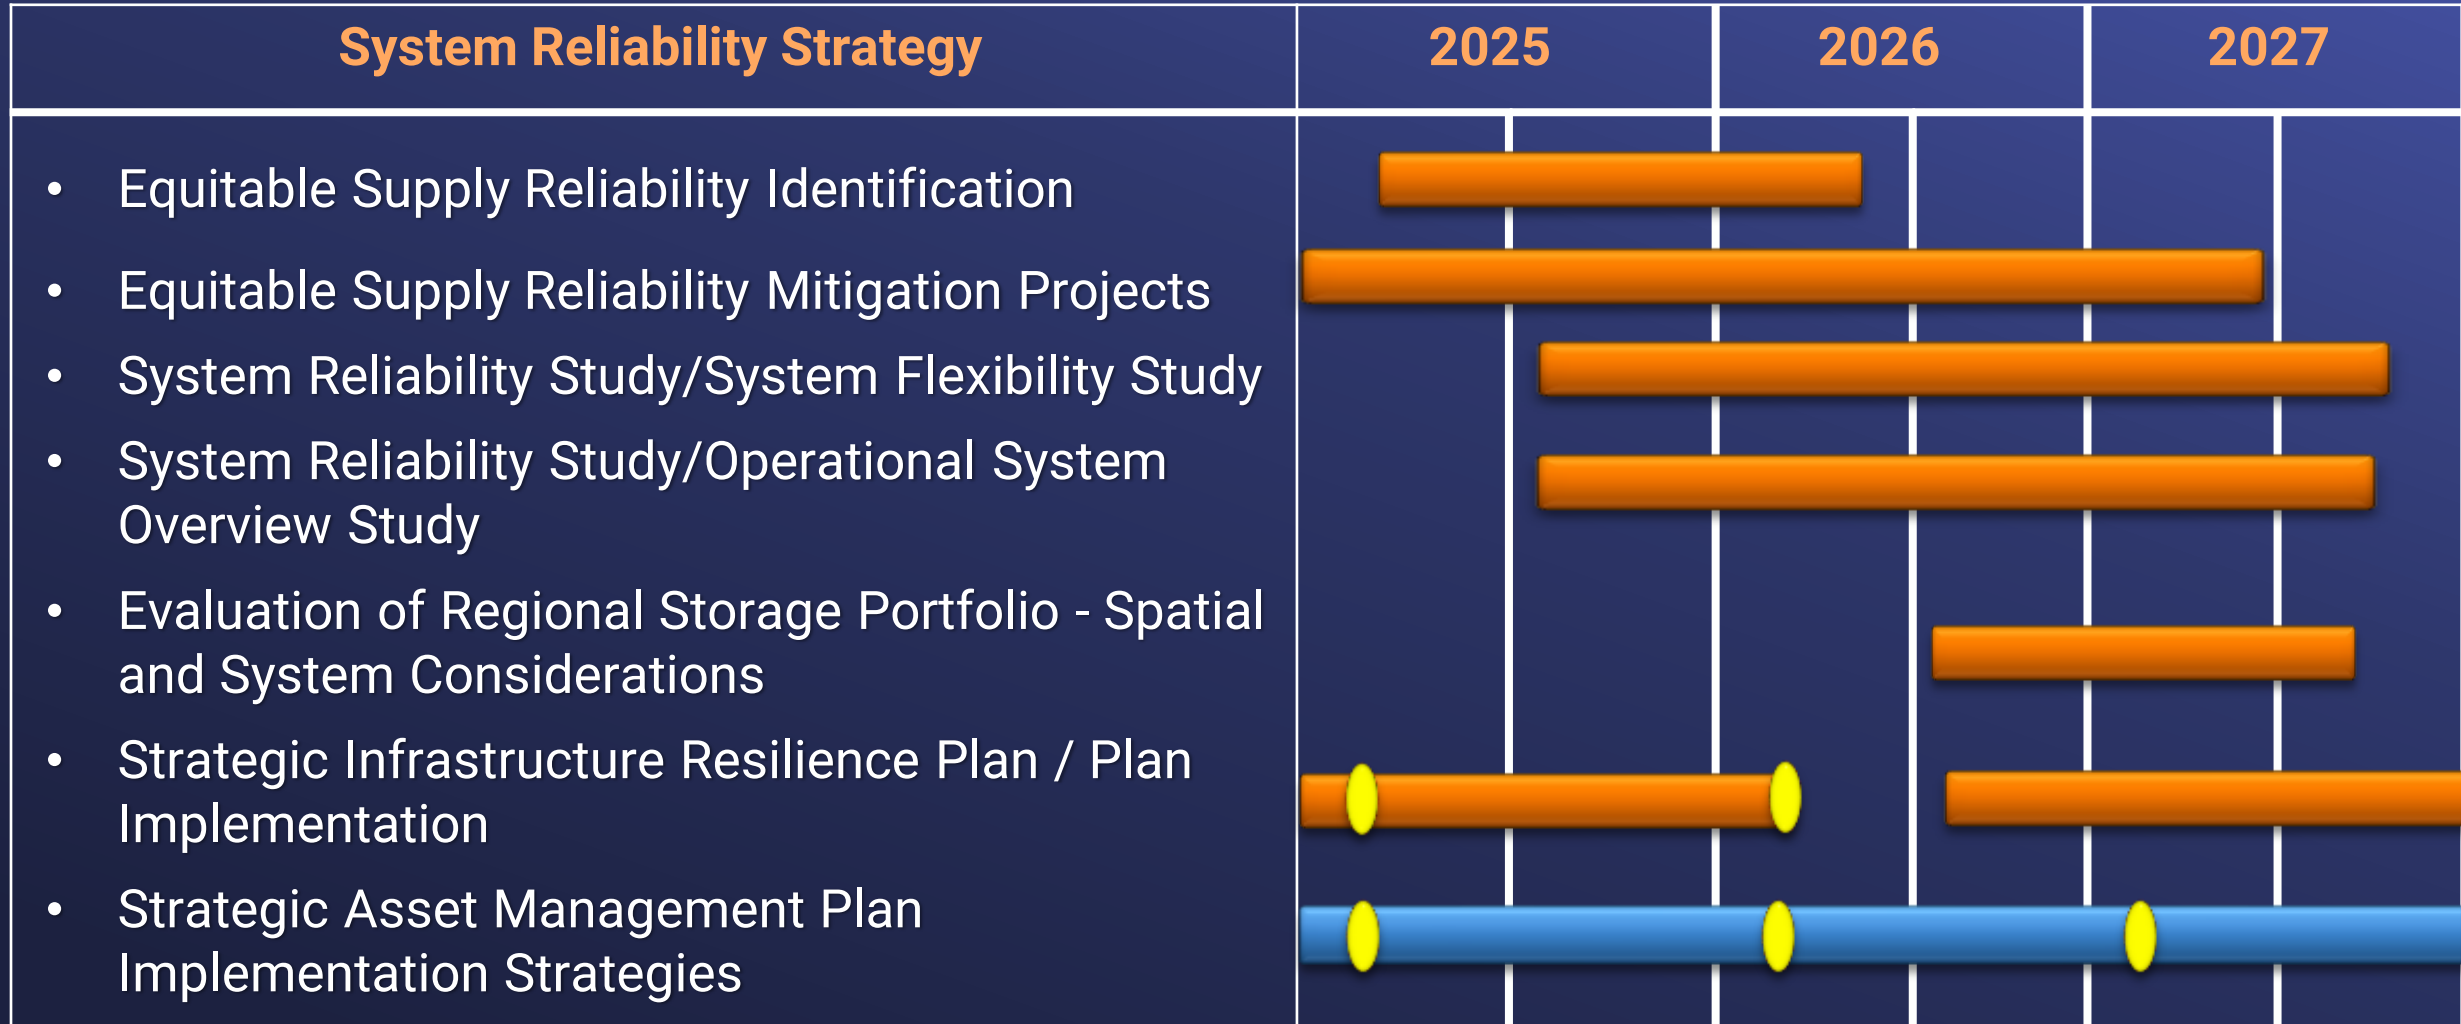 System Reliability Strategy 2025 2026 2027
• Equitable Supply Reliability Identification
• Equitable Supply Reliability Mitigation Projects
• System Reliability Study/System Flexibility Study
• System Reliability Study/Operational System
Overview Study
• Evaluation of Regional Storage Portfolio - Spatial
and System Considerations
• Strategic Infrastructure Resilience Plan / Plan
Implementation
• Strategic Asset Management Plan
Implementation Strategies